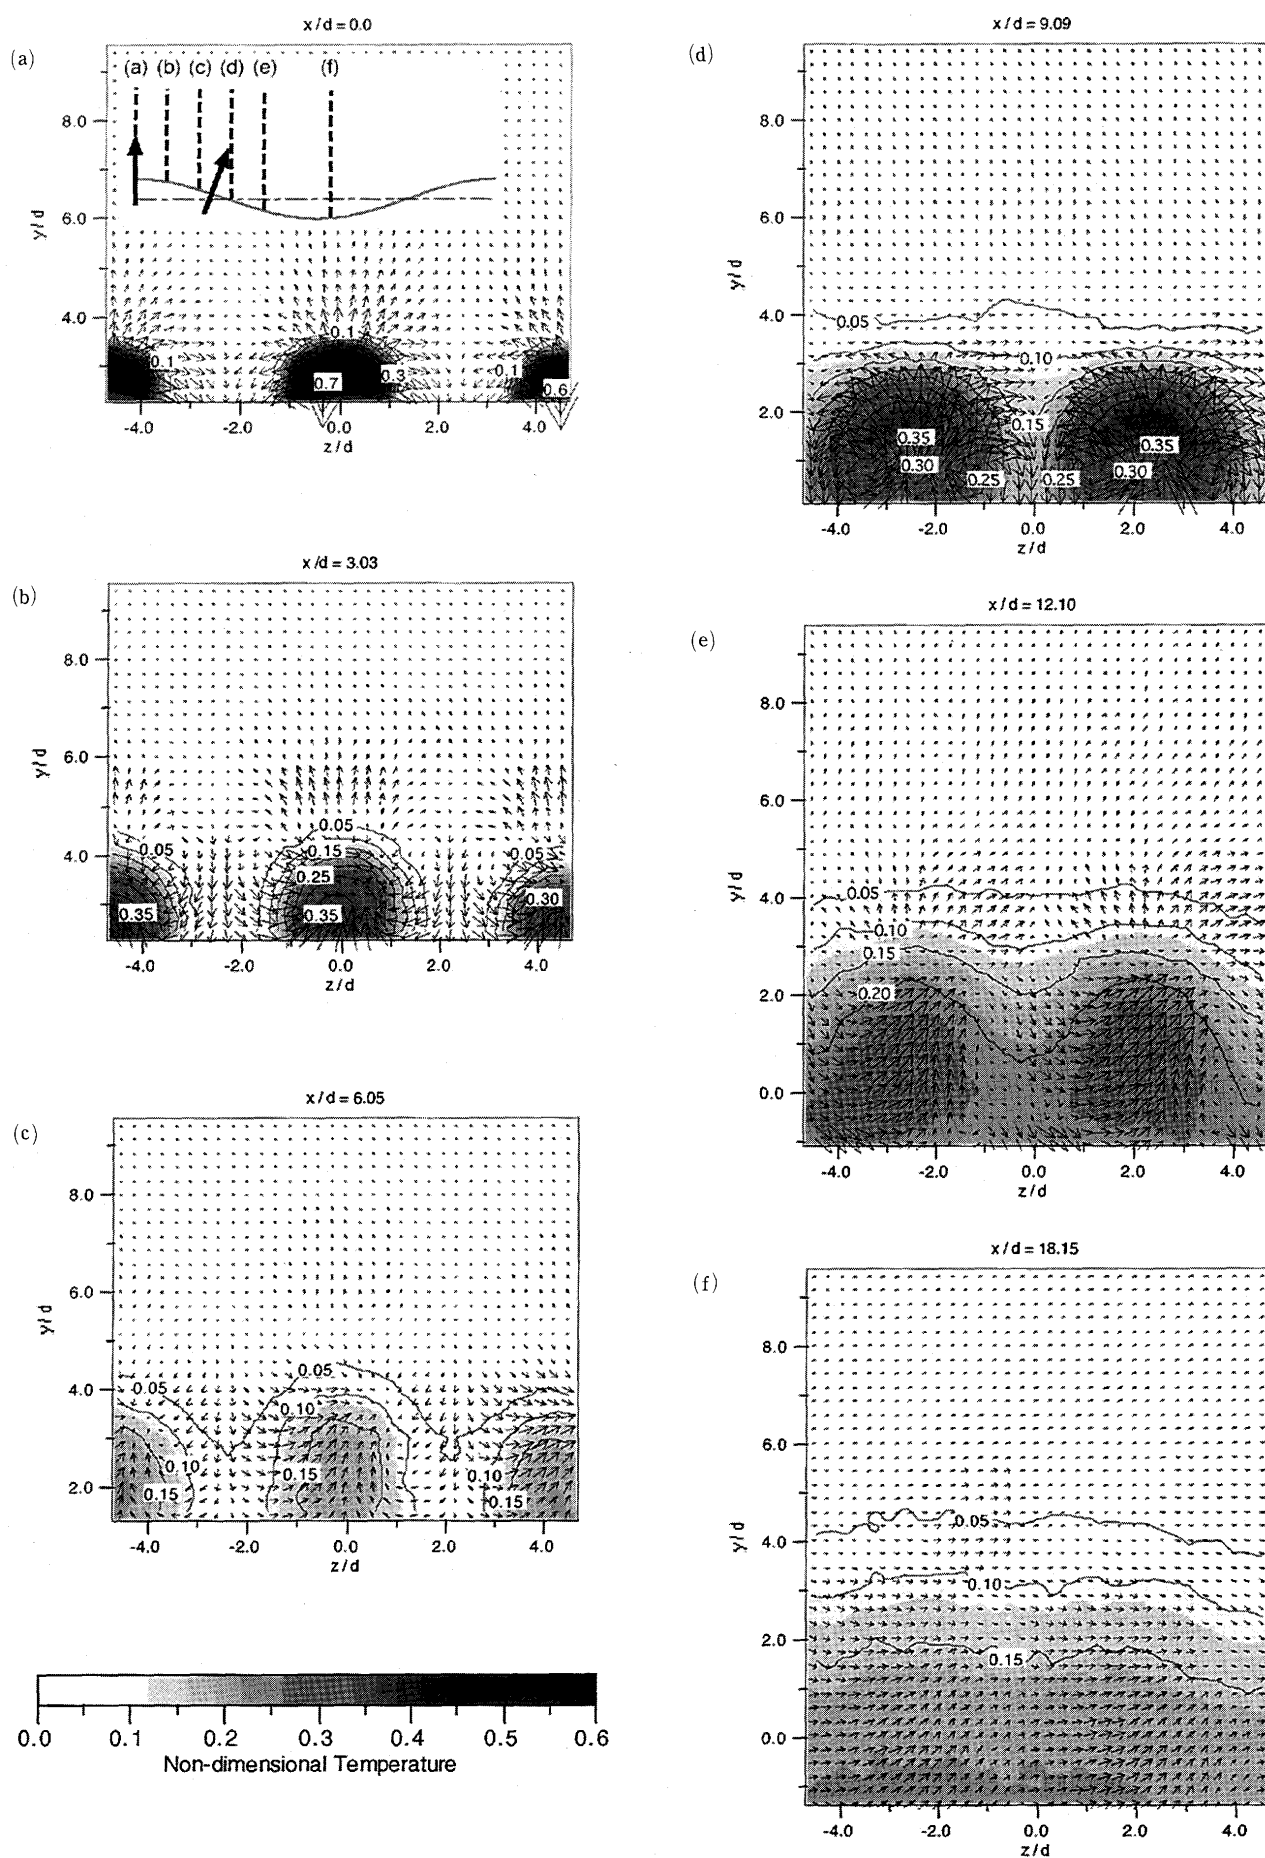 (a)
x/d = 0.0
(a) (b) (c) (d) (e) (f)
8.0
6.0
4.0
y/d
0.1
0.1
0.7
0.3
0.1
0.6
-4.0 -2.0 0.0 2.0 4.0
z/d
(b)
x/d = 3.03
8.0
6.0
4.0
y/d
0.05
0.05
0.15
0.05
0.25
0.35
0.35
0.30
-4.0 -2.0 0.0 2.0 4.0
z/d
(c)
x/d = 6.05
8.0
6.0
4.0
2.0
y/d
0.05
0.05
0.10
0.10
0.15
0.15
0.10
0.15
-4.0 -2.0 0.0 2.0 4.0
z/d
0.0 0.1 0.2 0.3 0.4 0.5 0.6
Non-dimensional Temperature
(d)
x/d = 9.09
8.0
6.0
4.0
2.0
y/d
0.05
0.10
0.15
0.35
0.30
0.25
0.25
0.35
0.30
-4.0 -2.0 0.0 2.0 4.0
z/d
(e)
x/d = 12.10
8.0
6.0
4.0
2.0
0.0
y/d
0.05
0.10
0.15
0.20
-4.0 -2.0 0.0 2.0 4.0
z/d
(f)
x/d = 18.15
8.0
6.0
4.0
2.0
0.0
y/d
0.05
0.10
0.15
-4.0 -2.0 0.0 2.0 4.0
z/d